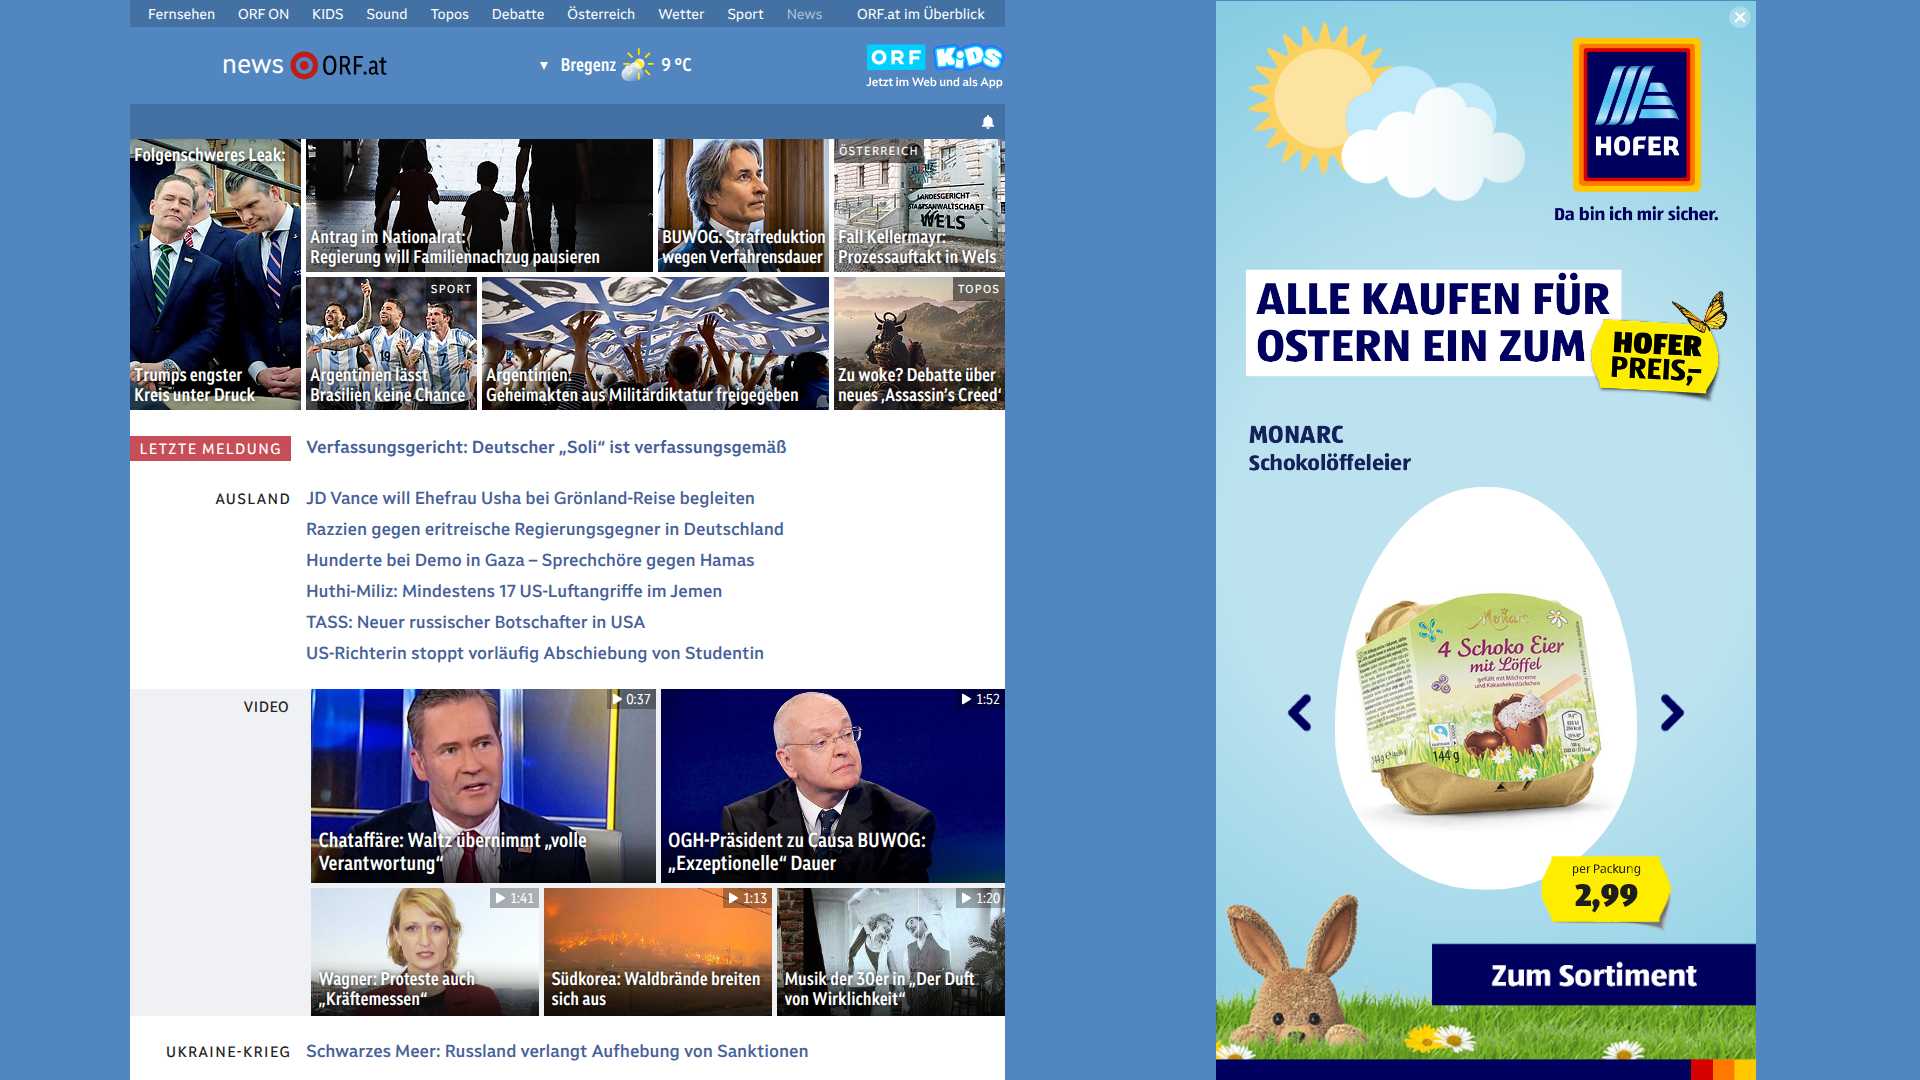 Fernsehen ORF ON KIDS Sound Topos Debatte Österreich Wetter Sport News ORF.at im Überblick
news ORF.at
Bregenz 9 °C
ORF KiDS
Jetzt im Web und als App
Folgenschweres Leak:
Trumps engster
Kreis unter Druck
Antrag im Nationalrat:
Regierung will Familiennachzug pausieren
BUWOG: Strafreduktion
wegen Verfahrensdauer
ÖSTERREICH
LANDESGERICHT
STAATSANWALTSCHAFT
WELS
Fall Kellermayr:
Prozessauftakt in Wels
SPORT
Argentinien lässt
Brasilien keine Chance
Argentinien:
Geheimakten aus Militärdiktatur freigegeben
TOPOS
Zu woke? Debatte über
neues ‚Assassin’s Creed‘
LETZTE MELDUNG
Verfassungsgericht: Deutscher „Soli“ ist verfassungsgemäß
AUSLAND
JD Vance will Ehefrau Usha bei Grönland-Reise begleiten
Razzien gegen eritreische Regierungsgegner in Deutschland
Hunderte bei Demo in Gaza – Sprechchöre gegen Hamas
Huthi-Miliz: Mindestens 17 US-Luftangriffe im Jemen
TASS: Neuer russischer Botschafter in USA
US-Richterin stoppt vorläufig Abschiebung von Studentin
VIDEO
0:37
Chataffäre: Waltz übernimmt „volle
Verantwortung“
1:52
OGH-Präsident zu Causa BUWOG:
„Exzeptionelle“ Dauer
1:41
Wagner: Proteste auch
„Kräftemessen“
1:13
Südkorea: Waldbrände breiten
sich aus
1:20
Musik der 30er in „Der Duft
von Wirklichkeit“
UKRAINE-KRIEG
Schwarzes Meer: Russland verlangt Aufhebung von Sanktionen
HOFER
Da bin ich mir sicher.
ALLE KAUFEN FÜR
OSTERN EIN ZUM
HOFER
PREIS,–
MONARC
Schokolöffeleier
Monarc
4 Schoko Eier
mit Löffel
gefüllt mit Milchcreme
und Kakaokeksstückchen
144 g
per Packung
2,99
Zum Sortiment